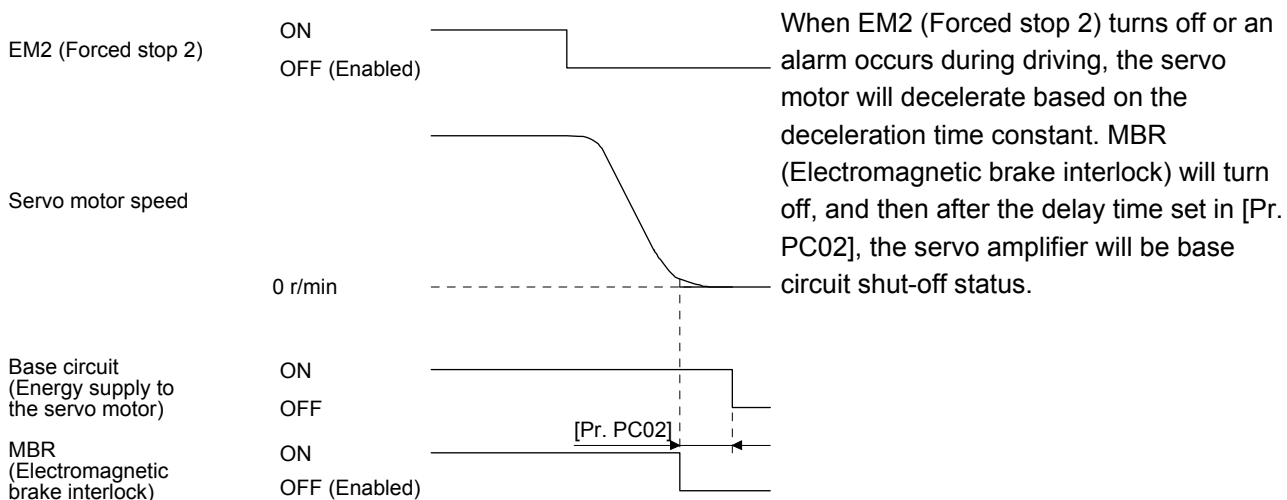 EM2 (Forced stop 2)
ON
OFF (Enabled)
Servo motor speed
0 r/min
Base circuit
(Energy supply to
the servo motor)
ON
OFF
[Pr. PC02]
MBR
(Electromagnetic
brake interlock)
ON
OFF (Enabled)
When EM2 (Forced stop 2) turns off or an
alarm occurs during driving, the servo
motor will decelerate based on the
deceleration time constant. MBR
(Electromagnetic brake interlock) will turn
off, and then after the delay time set in [Pr.
PC02], the servo amplifier will be base
circuit shut-off status.